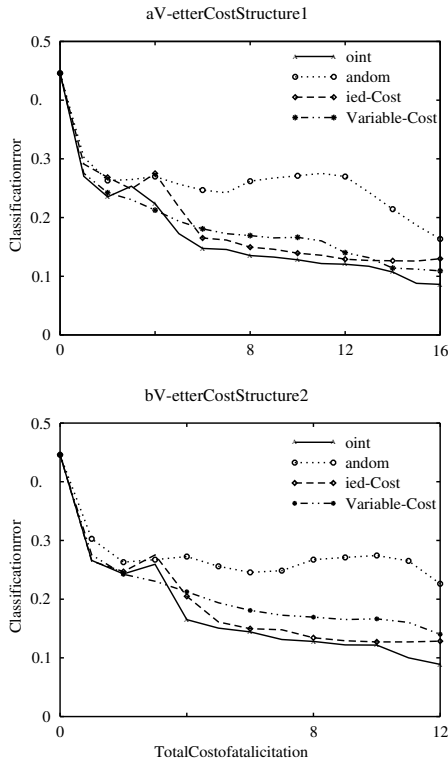 aV-etterCostStructure1
0.5
0.
0.3
0.2
0.1
0
Classificationrror
oint
andom
ied-Cost
Variable-Cost
0
4
8
12
16
bV-etterCostStructure2
0.5
0.
0.3
0.2
0.1
0
Classificationrror
oint
andom
ied-Cost
Variable-Cost
0
4
8
12
TotalCostofatalicitation